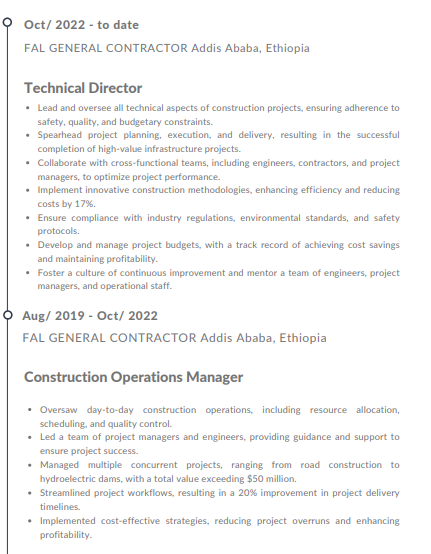 Oct/ 2022 - to date
FAL GENERAL CONTRACTOR Addis Ababa, Ethiopia
Technical Director
• Lead and oversee all technical aspects of construction projects, ensuring adherence to
safety, quality, and budgetary constraints.
• Spearhead project planning, execution, and delivery, resulting in the successful
completion of high-value infrastructure projects.
• Collaborate with cross-functional teams, including engineers, contractors, and project
managers, to optimize project performance.
• Implement innovative construction methodologies, enhancing efficiency and reducing
costs by 17%.
• Ensure compliance with industry regulations, environmental standards, and safety
protocols.
• Develop and manage project budgets, with a track record of achieving cost savings
and maintaining profitability.
• Foster a culture of continuous improvement and mentor a team of engineers, project
managers, and operational staff.
Aug/ 2019 - Oct/ 2022
FAL GENERAL CONTRACTOR Addis Ababa, Ethiopia
Construction Operations Manager
• Oversaw day-to-day construction operations, including resource allocation,
scheduling, and quality control.
• Led a team of project managers and engineers, providing guidance and support to
ensure project success.
• Managed multiple concurrent projects, ranging from road construction to
hydroelectric dams, with a total value exceeding $50 million.
• Streamlined project workflows, resulting in a 20% improvement in project delivery
timelines.
• Implemented cost-effective strategies, reducing project overruns and enhancing
profitability.